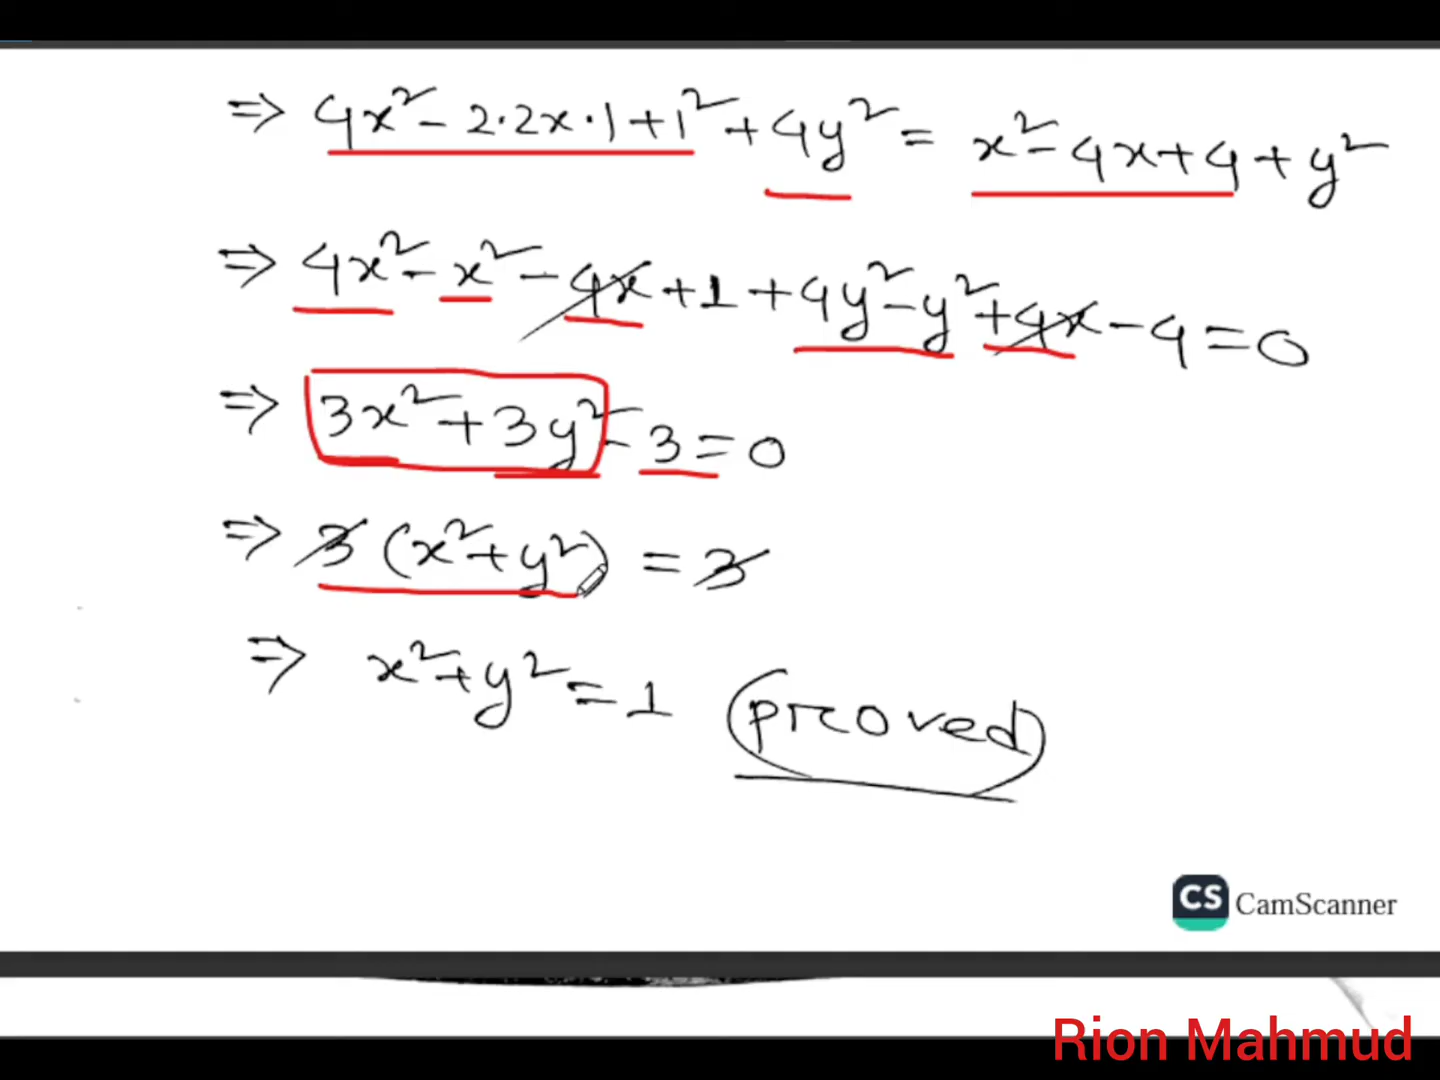 ⇒ 4x² - 2·2x·1 + 1² + 4y² = x² - 4x + 4 + y²
⇒ 4x² - x² - 4x + 1 + 4y² - y² + 4x - 4 = 0
⇒ 3x² + 3y² - 3 = 0
⇒ 3 (x² + y²) = 3
⇒ x² + y² = 1 (proved)
CS CamScanner
Rion Mahmud